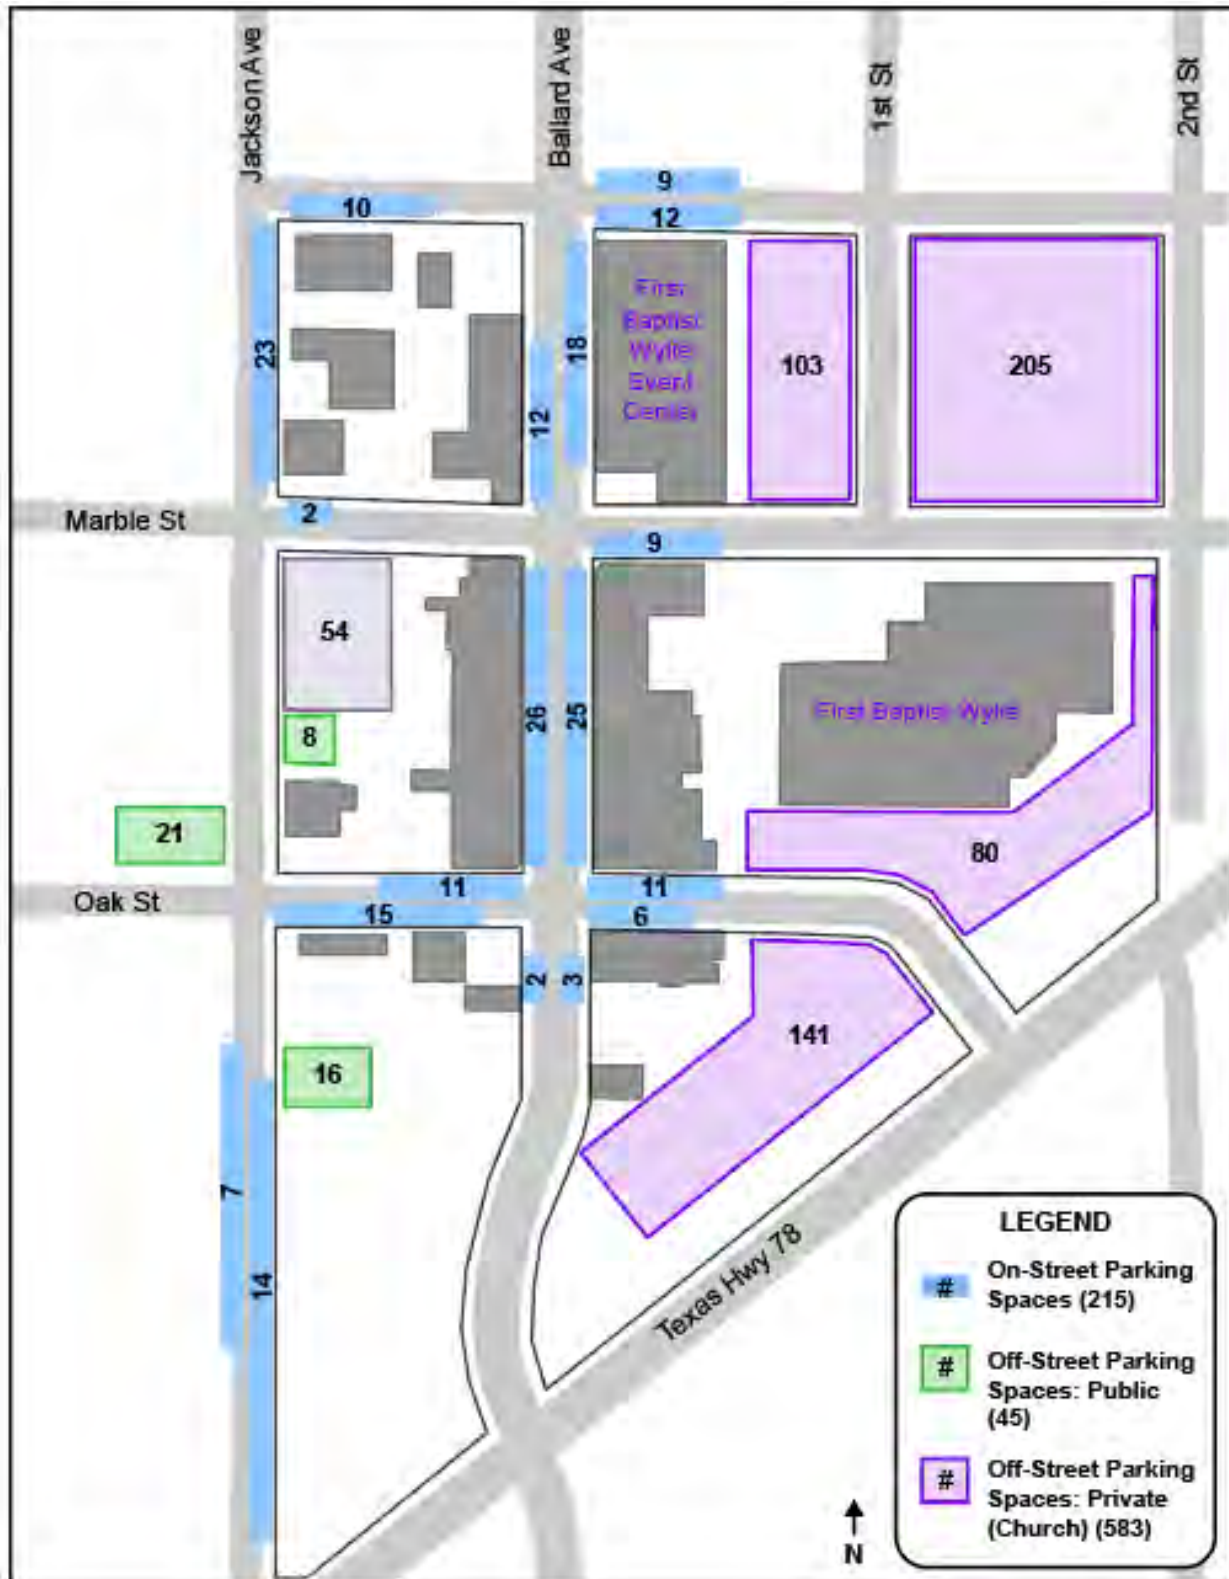 Jackson Ave
Ballard Ave
1st St
2nd St
9
10
12
23
18
12
First
Baptist
Wylie
Event
Center
103
205
Marble St
2
9
54
8
26
25
First Baptist Wylie
21
80
Oak St
11
11
15
6
2
3
16
141
7
14
Texas Hwy 78
LEGEND
# On-Street Parking
Spaces (215)
# Off-Street Parking
Spaces: Public
(45)
# Off-Street Parking
Spaces: Private
(Church) (583)
N